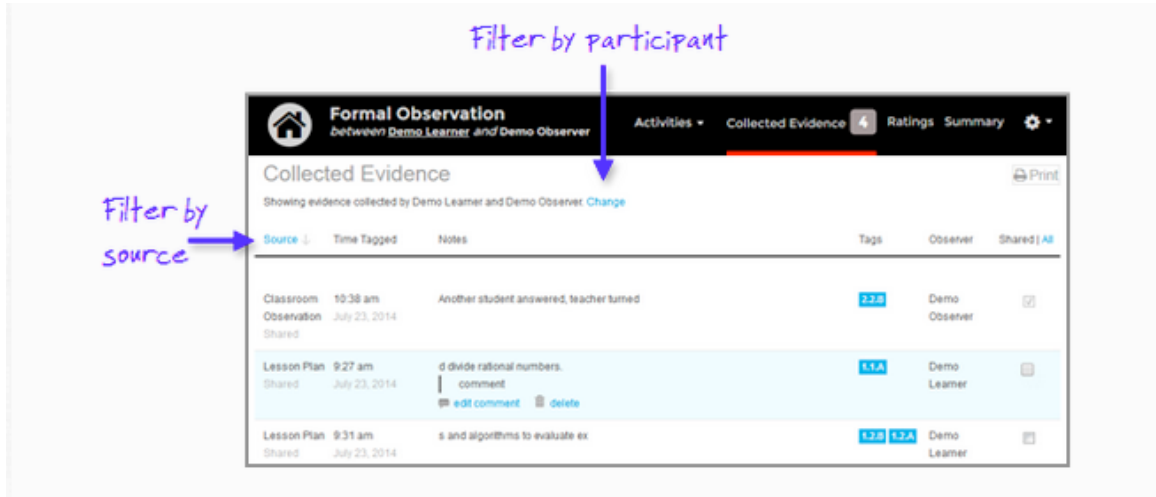 Filter by participant
Formal Observation
between Demo Learner and Demo Observer
Activities
Collected Evidence 4
Ratings
Summary
Collected Evidence
Print
Showing evidence collected by Demo Learner and Demo Observer. Change
Filter by
source
Source ↓ Time Tagged Notes Tags Observer Shared | All
Classroom 10:38 am Another student answered, teacher turned 2.2.B Demo
Observation July 23, 2014 Observer
Shared
Lesson Plan 9:27 am d divide rational numbers. 1.1.A Demo
Shared July 23, 2014 comment Learner
edit comment delete
Lesson Plan 9:31 am s and algorithms to evaluate ex 1.2.B 1.2.A Demo
Shared July 23, 2014 Learner